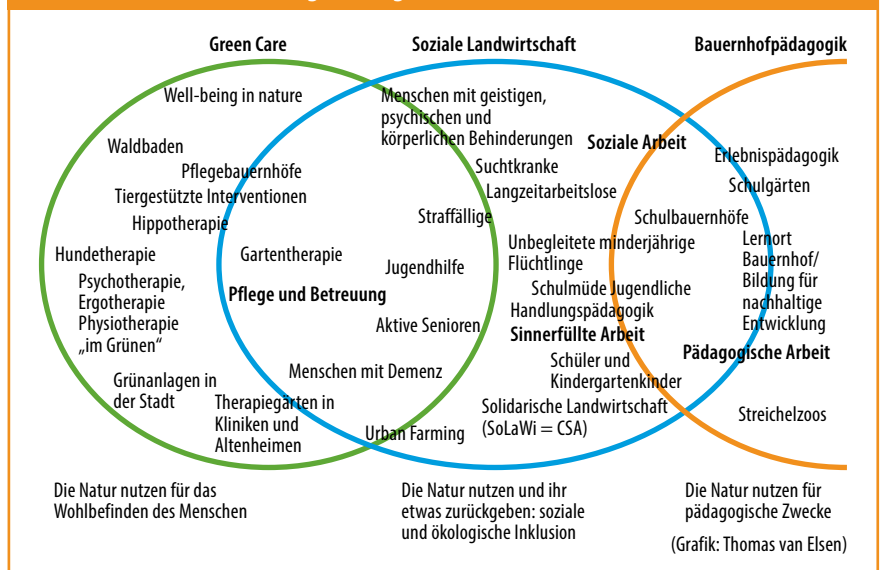 Green Care
Soziale Landwirtschaft
Bauernhofpädagogik
Well-being in nature
Waldbaden
Pflegebauernhöfe
Tiergestützte Interventionen
Hippotherapie
Hundetherapie
Psychotherapie,
Ergotherapie
Physiotherapie
„im Grünen“
Grünanlagen in
der Stadt
Therapiegärten in
Kliniken und
Altenheimen
Gartentherapie
Pflege und Betreuung
Menschen mit Demenz
Menschen mit geistigen,
psychischen und
körperlichen Behinderungen
Suchtkranke
Langzeitarbeitslose
Straffällige
Jugendhilfe
Aktive Senioren
Urban Farming
Soziale Arbeit
Unbegleitete minderjährige
Flüchtlinge
Schulmüde Jugendliche
Handlungspädagogik
Sinnerfüllte Arbeit
Schüler und
Kindergartenkinder
Solidarische Landwirtschaft
(SoLaWi = CSA)
Erlebnispädagogik
Schulgärten
Schulbauernhöfe
Lernort
Bauernhof/
Bildung für
nachhaltige
Entwicklung
Pädagogische Arbeit
Streichelzoos
Die Natur nutzen für das
Wohlbefinden des Menschen
Die Natur nutzen und ihr
etwas zurückgeben: soziale
und ökologische Inklusion
Die Natur nutzen für
pädagogische Zwecke
(Grafik: Thomas van Elsen)